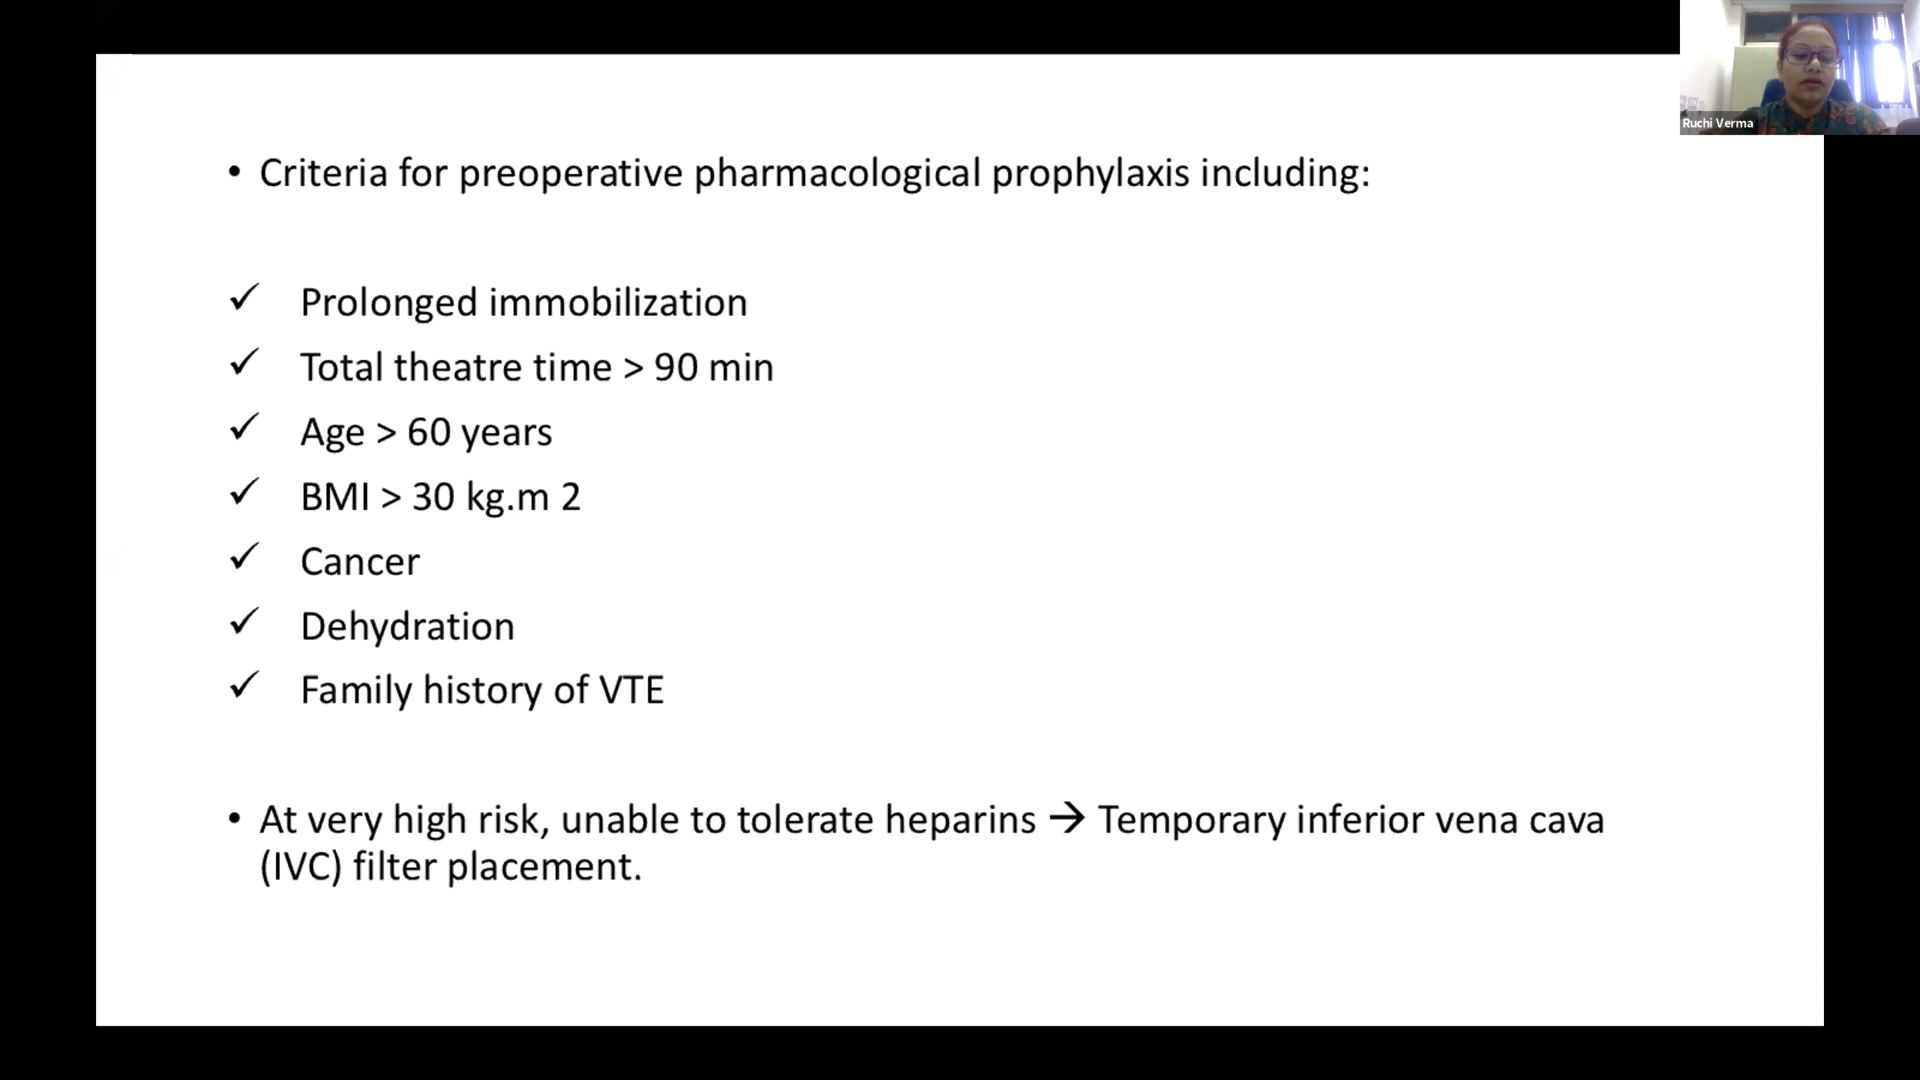 Ruchi Verma
• Criteria for preoperative pharmacological prophylaxis including:
✓ Prolonged immobilization
✓ Total theatre time > 90 min
✓ Age > 60 years
✓ BMI > 30 kg.m 2
✓ Cancer
✓ Dehydration
✓ Family history of VTE
• At very high risk, unable to tolerate heparins → Temporary inferior vena cava
(IVC) filter placement.